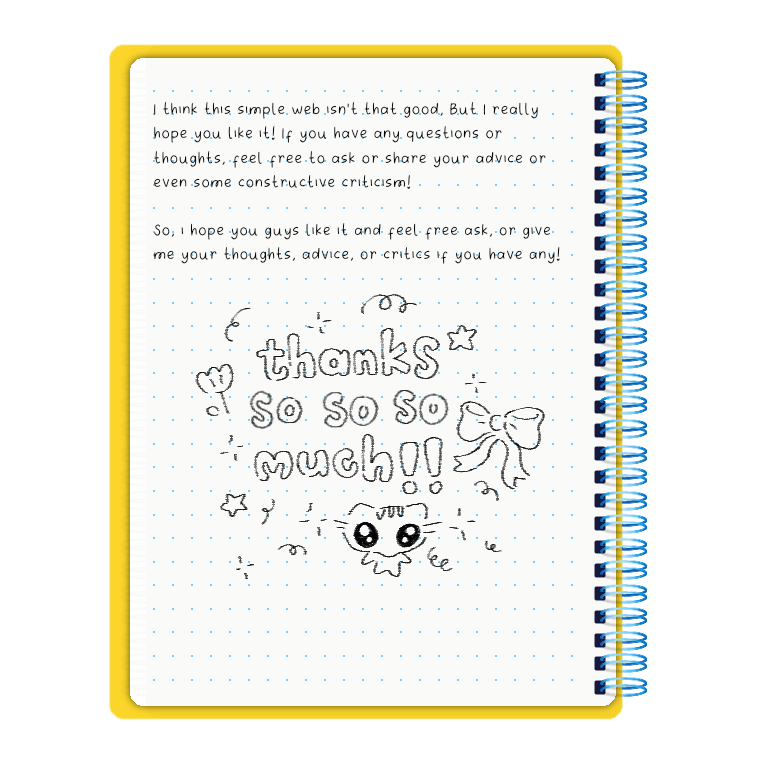 I think this simple web isn't that good, But I really
hope you like it! If you have any questions or
thoughts, feel free to ask or share your advice or
even some constructive criticism!
So, i hope you guys like it and feel free ask, or give
me your thoughts, advice, or critics if you have any!
thanks
so so so
much!!